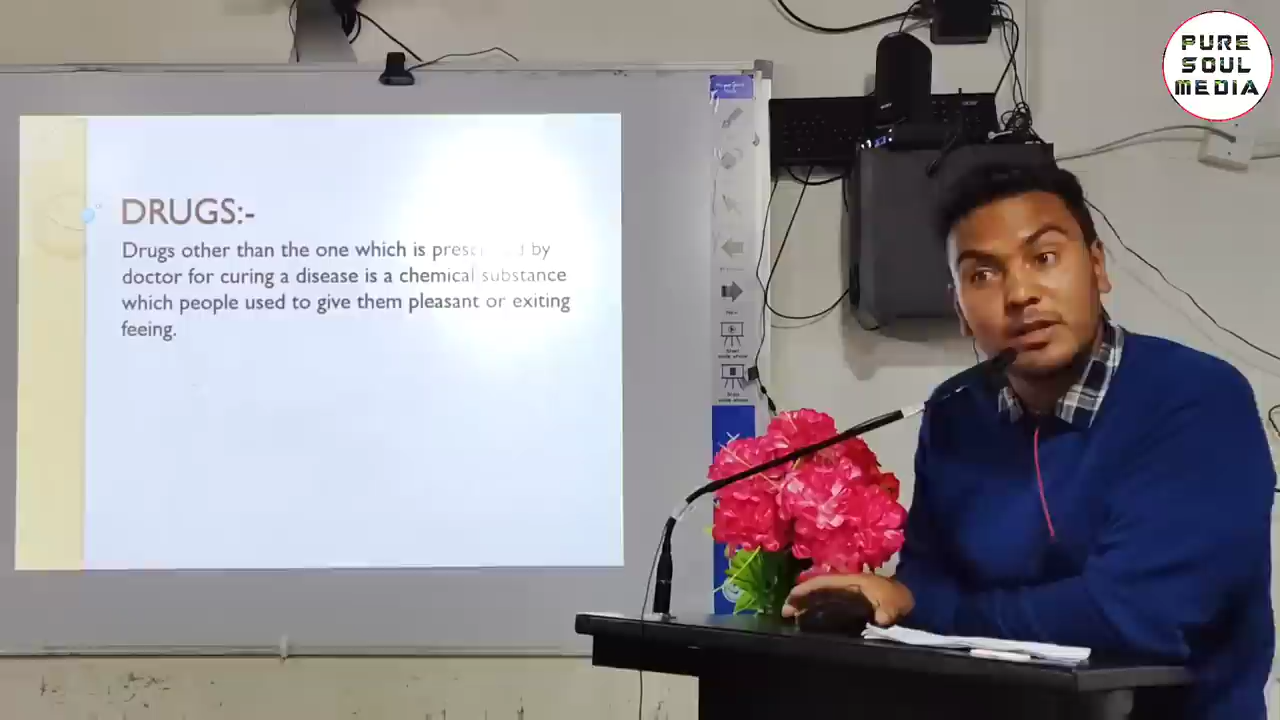 PURE
SOUL
MEDIA
DRUGS:-
Drugs other than the one which is prescribed by
doctor for curing a disease is a chemical substance
which people used to give them pleasant or exiting
feeing.